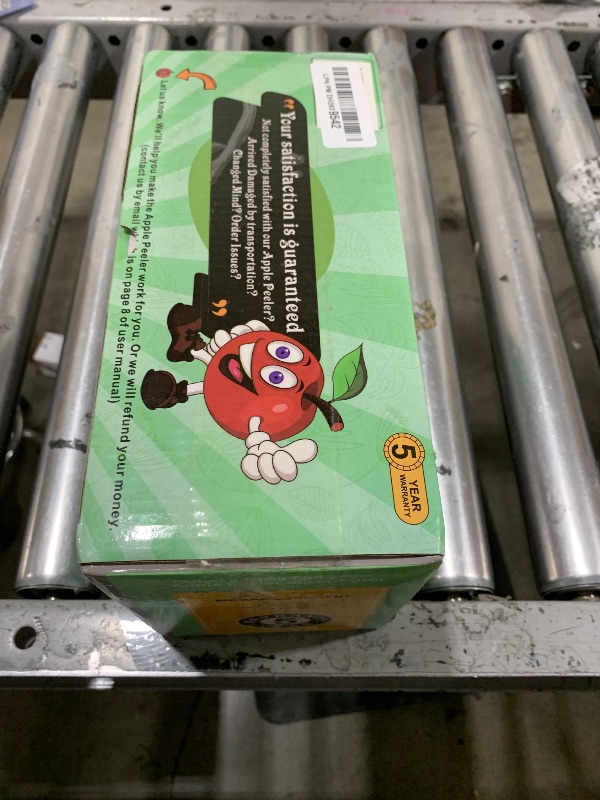 “Your satisfaction is guaranteed
Not completely satisfied with our Apple Peeler?
Arrived Damaged by transportation?
Changed Mind? Order Issues?
”
Let us know. We'll help you make the Apple Peeler work for you. Or we will refund your money.
(contact us by email is on page 8 of user manual)
5 YEAR
WARRANTY
9542